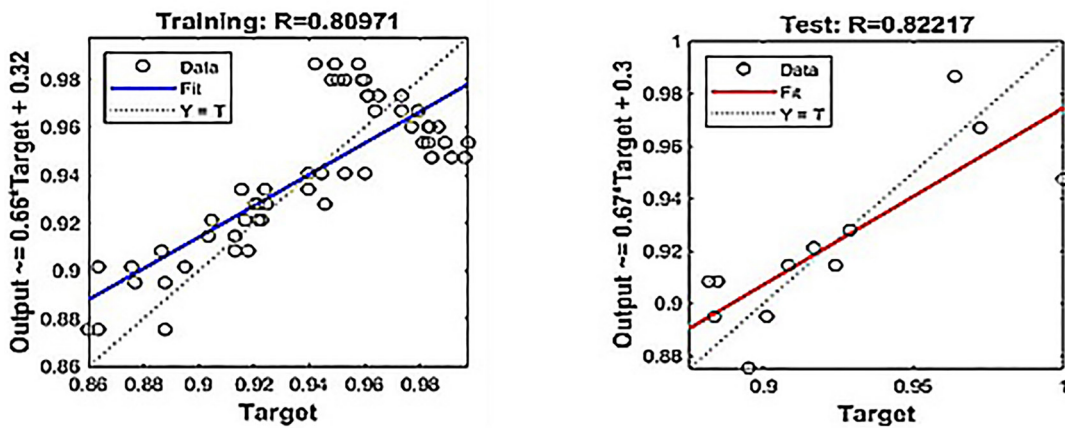 Training: R=0.80971
Output ~= 0.66*Target + 0.32
0.98
0.96
0.94
0.92
0.9
0.88
0.86
Data
Fit
Y = T
0.86 0.88 0.9 0.92 0.94 0.96 0.98
Target
Test: R=0.82217
Output ~= 0.67*Target + 0.3
1
0.98
0.96
0.94
0.92
0.9
0.88
Data
Fit
Y = T
0.9 0.95 1
Target